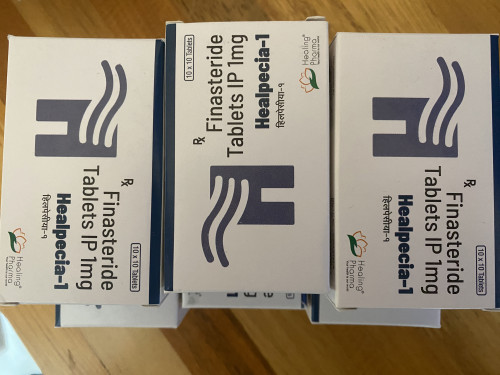 Rx
Finasteride
Tablets IP 1mg
Healpecia-1
हिलपेसीया-१
10 x 10 Tablets
Healing®
Pharma
Rx
Finasteride
Tablets IP 1mg
Healpecia-1
हिलपेसीया-१
10 x 10 Tablets
Healing®
Pharma
Rx
Finasteride
Tablets IP 1mg
Healpecia-1
हिलपेसीया-१
10 x 10 Tablets
Healing®
Pharma